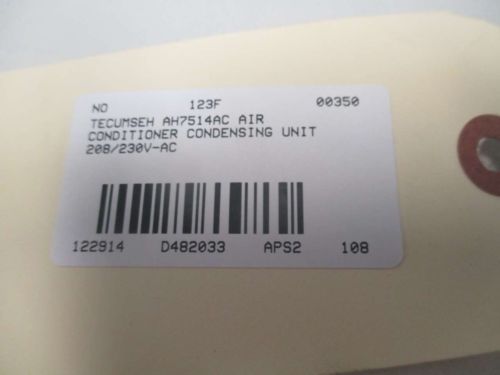 NO 123F 00350
TECUMSEH AH7514AC AIR
CONDITIONER CONDENSING UNIT
208/230V-AC
122914 D482033 APS2 108